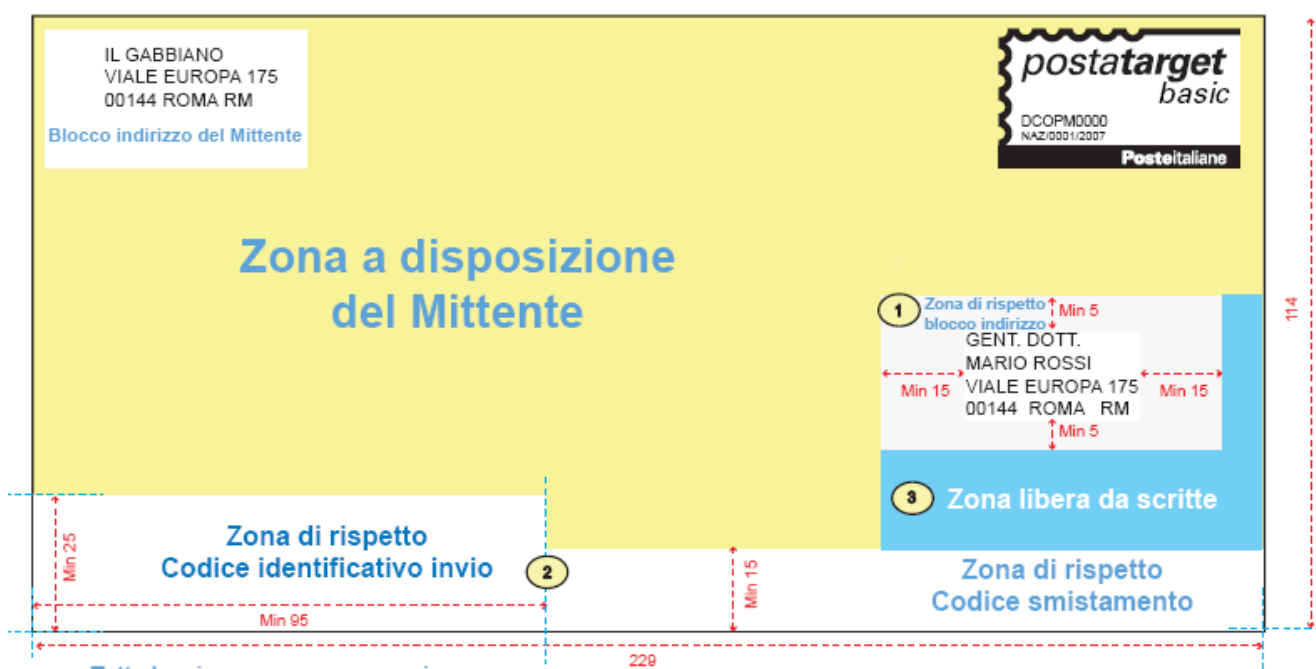 IL GABBIANO
VIALE EUROPA 175
00144 ROMA RM
Blocco indirizzo del Mittente
postatarget
basic
DCOPM0000
NAZ/0001/2007
Posteitaliane
Zona a disposizione
del Mittente
1
Zona di rispetto
blocco indirizzo
Min 5
GENT. DOTT.
MARIO ROSSI
VIALE EUROPA 175
00144 ROMA RM
Min 15
Min 15
Min 5
114
3 Zona libera da scritte
Zona di rispetto
Codice identificativo invio
2
Min 25
Min 95
Min 15
Zona di rispetto
Codice smistamento
229